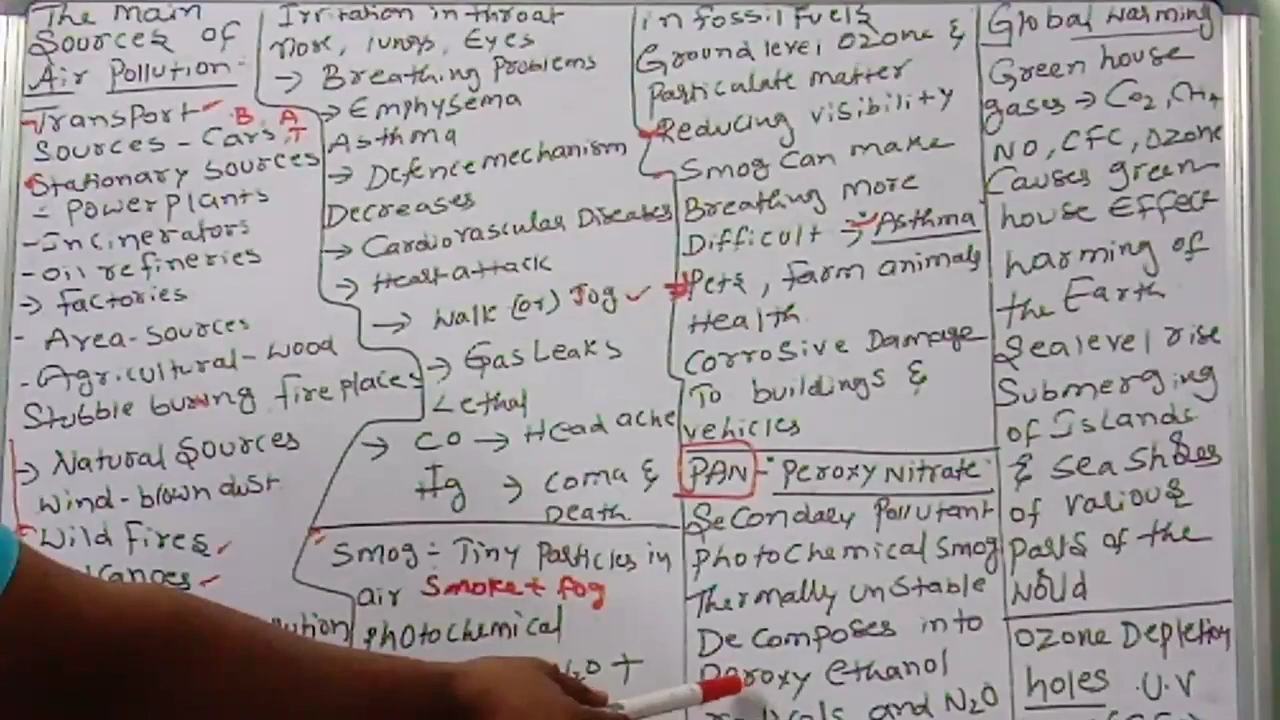 The Main
Sources of
Air Pollution
Transport
B, A
Sources - Cars, T
Stationary sources
- Power plants
- Incinerators
- oil refineries
-> factories
- Area-sources
- Agricultural - wood
Stubble burning fire places
-> Natural Sources
wind-blown dust
Wild fires
Irritation in throat
nose, lungs, Eyes
-> Breathing Problems
-> Emphysema
Asthma
-> Defence mechanism
Decreases
-> Cardiovascular Diseases
-> Heart attack
-> Walk (or) Jog
-> Gas Leaks
Lethal
-> CO -> Head ache
Hg -> coma &
Death
Smog:- Tiny Particles in
air Smoke + fog
Photochemical
+
in fossil Fuels
Ground level Ozone &
Particulate matter
Reducing visibility
Smog can make
Breathing more
Difficult -> Asthma
Pets, farm animals
Health
Corrosive Damage
To buildings &
vehicles
PAN - Peroxy Nitrate
Secondary Pollutant
Photochemical Smog
Thermally unstable
Decomposes into
Peroxy ethanol
and N2O
Global warming
Green house
gases -> CO2, CH4
NO, CFC, Ozone
Causes green
house Effect
harming of
the Earth
Sealevel rise
Submerging
of Islands
& sea shores
of various
parts of the
world
Ozone Depletion
holes U.V